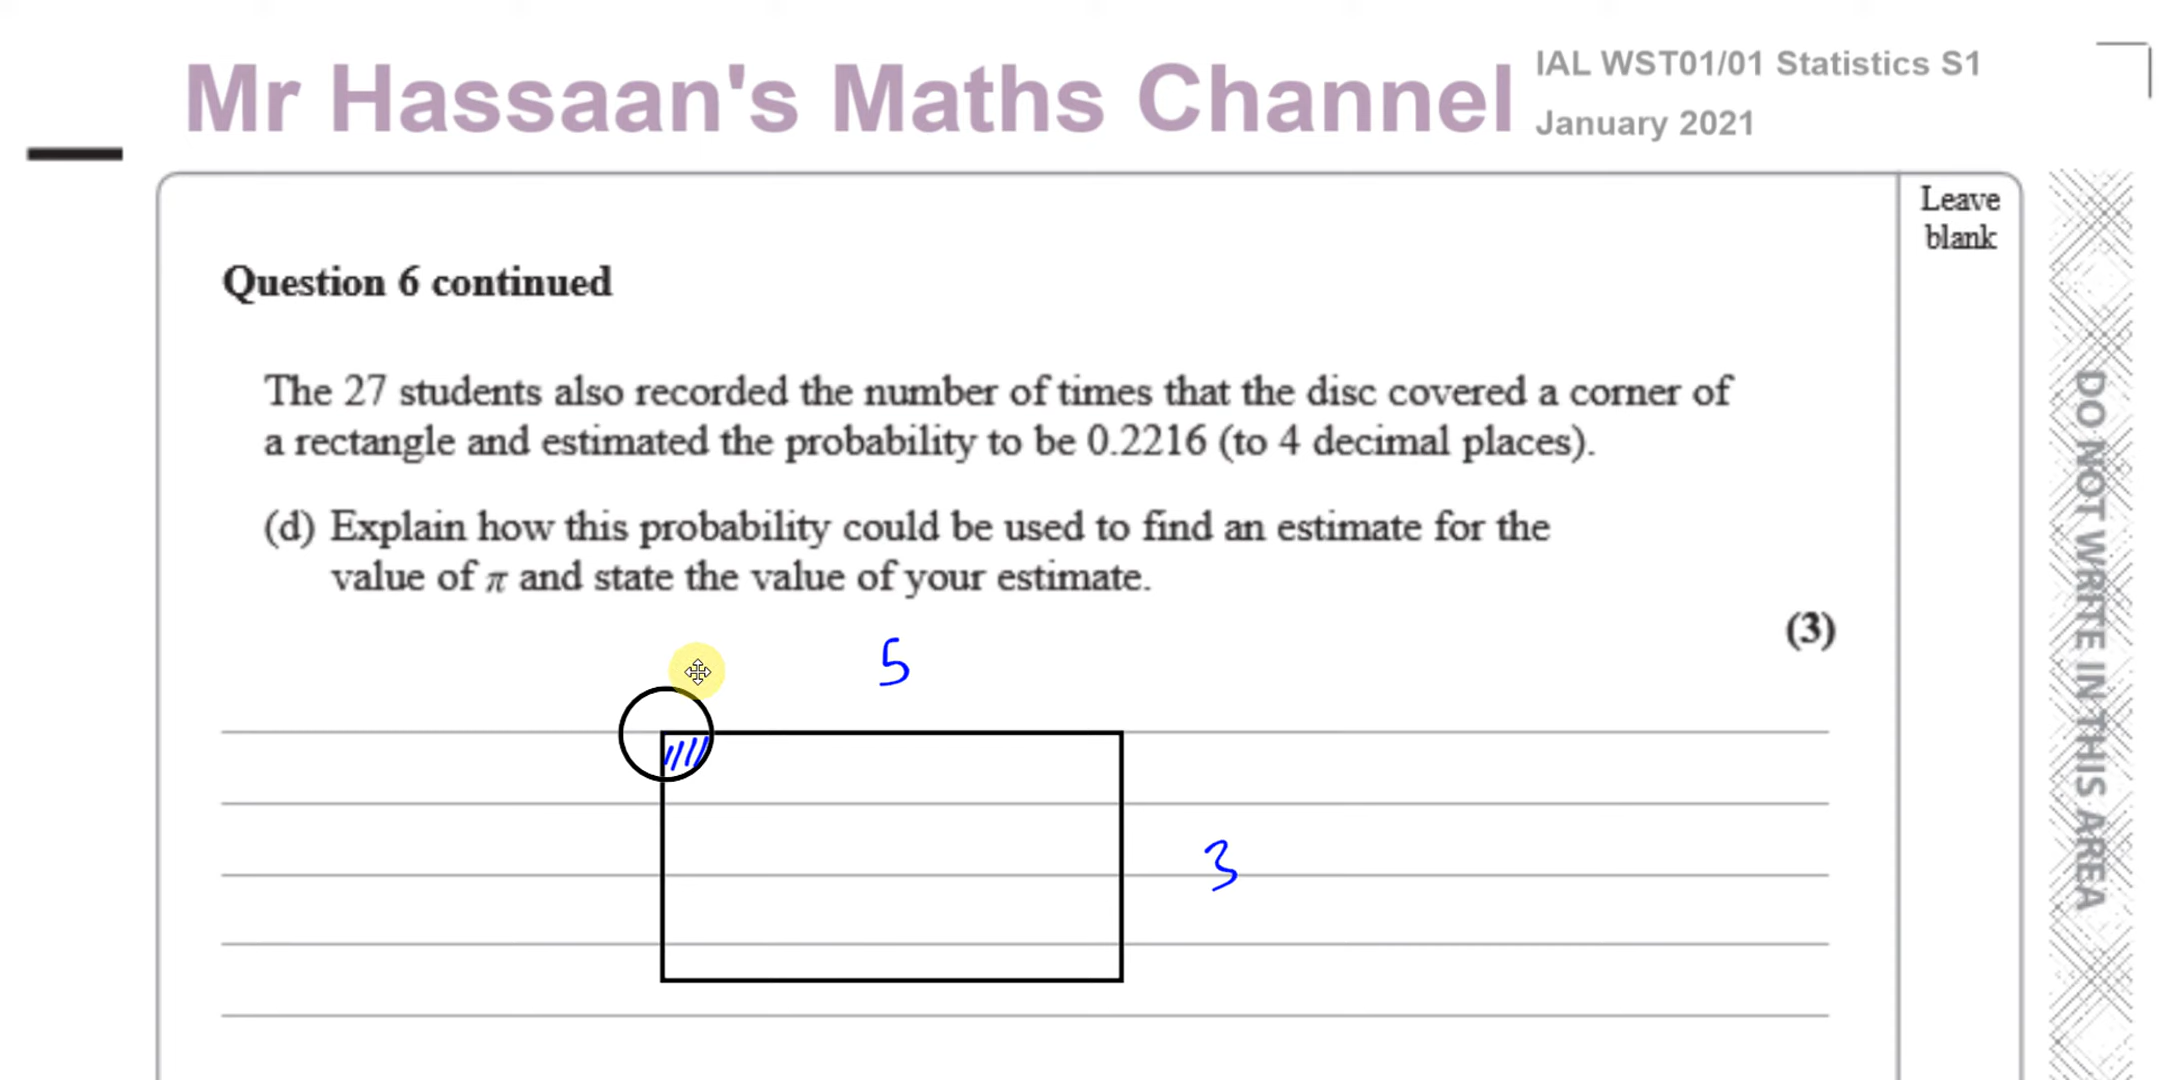 Mr Hassaan's Maths Channel
IAL WST01/01 Statistics S1
January 2021
Leave
blank
Question 6 continued
The 27 students also recorded the number of times that the disc covered a corner of
a rectangle and estimated the probability to be 0.2216 (to 4 decimal places).
(d) Explain how this probability could be used to find an estimate for the
value of π and state the value of your estimate.
(3)
5
3
DO NOT WRITE IN THIS AREA